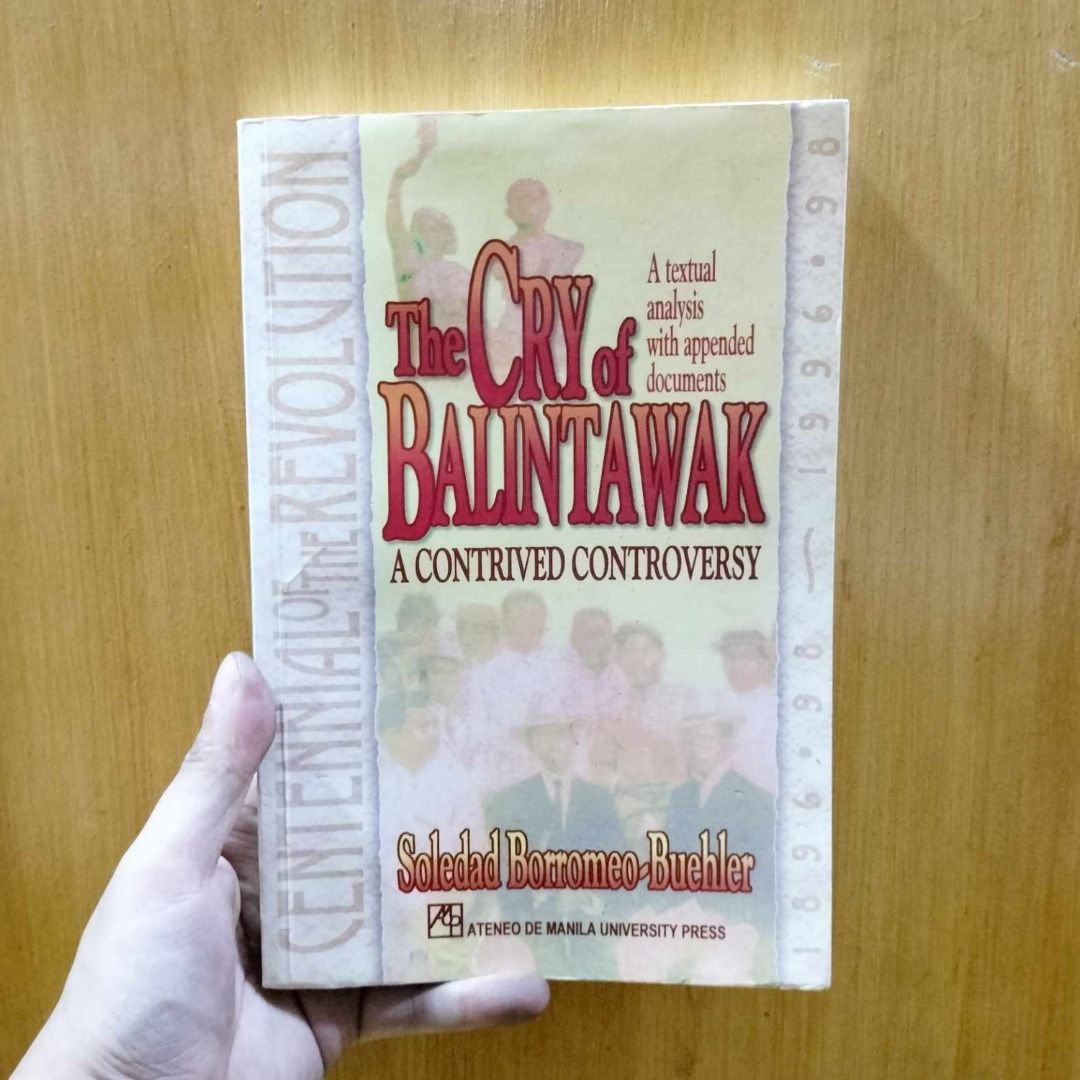 CENTENNIAL OF THE REVOLUTION
The CRY of
BALINTAWAK
A textual
analysis
with appended
documents
A CONTRIVED CONTROVERSY
Soledad Borromeo-Buehler
AUP
ATENEO DE MANILA UNIVERSITY PRESS
1896•98 ~ 1996•98